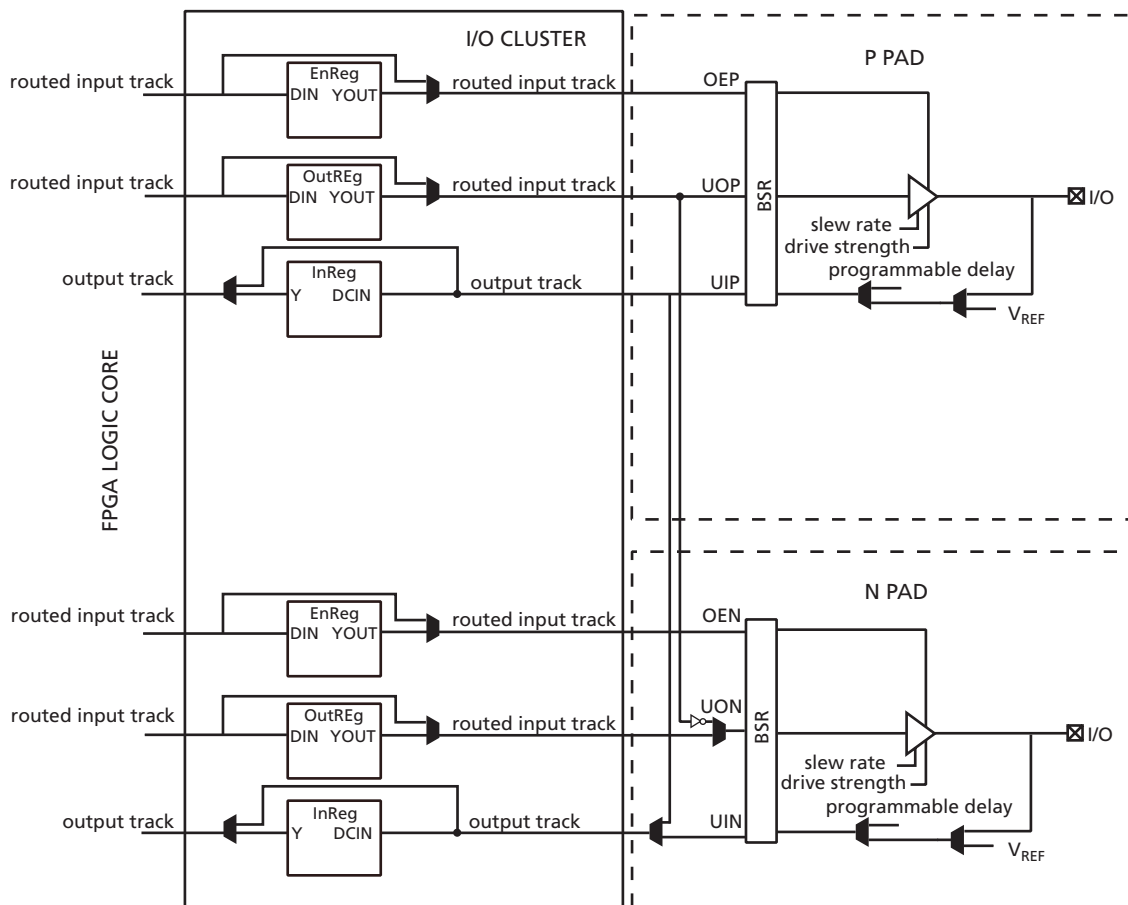 I/O CLUSTER
P PAD
routed input track
EnReg
DIN YOUT
routed input track
OEP
routed input track
OutREg
DIN YOUT
routed input track
UOP
BSR
I/O
slew rate
drive strength
output track
InReg
Y DCIN
output track
UIP
programmable delay
VREF
FPGA LOGIC CORE
N PAD
routed input track
EnReg
DIN YOUT
routed input track
OEN
routed input track
OutREg
DIN YOUT
routed input track
UON
BSR
I/O
slew rate
drive strength
output track
InReg
Y DCIN
output track
UIN
programmable delay
VREF